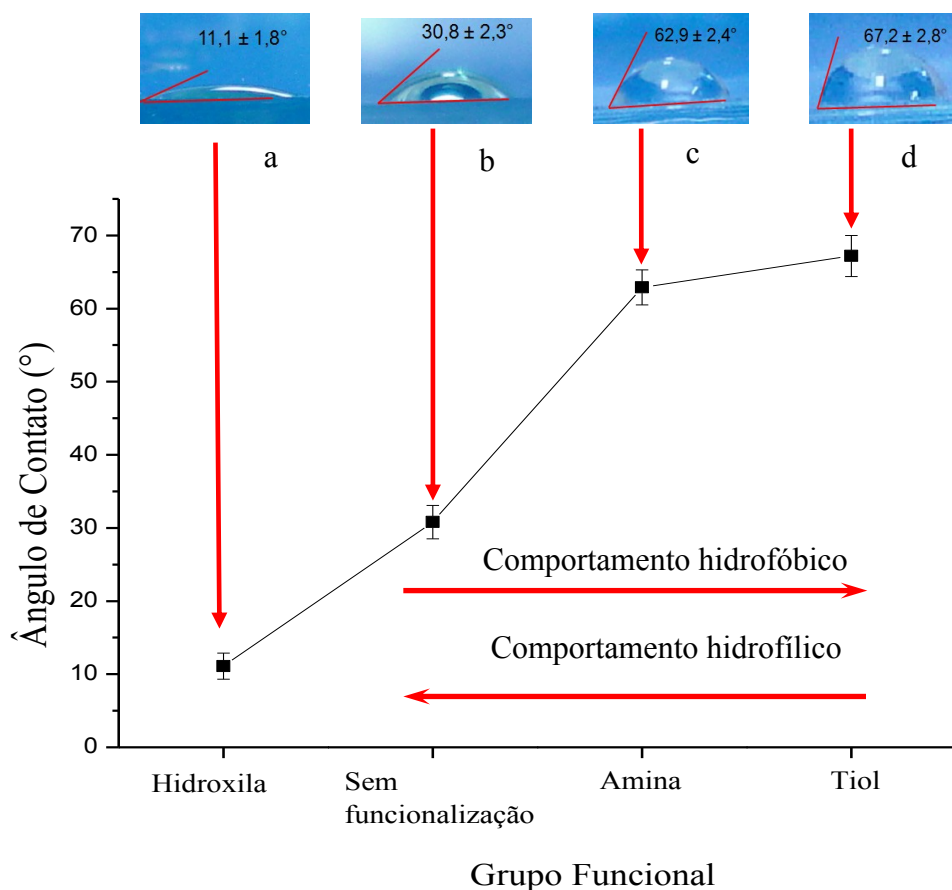 11,1 ± 1,8°
30,8 ± 2,3°
62,9 ± 2,4°
67,2 ± 2,8°
a
b
c
d
70
60
50
40
30
20
10
0
Ângulo de Contato (°)
Comportamento hidrofóbico
Comportamento hidrofílico
Hidroxila
Sem
funcionalização
Amina
Tiol
Grupo Funcional